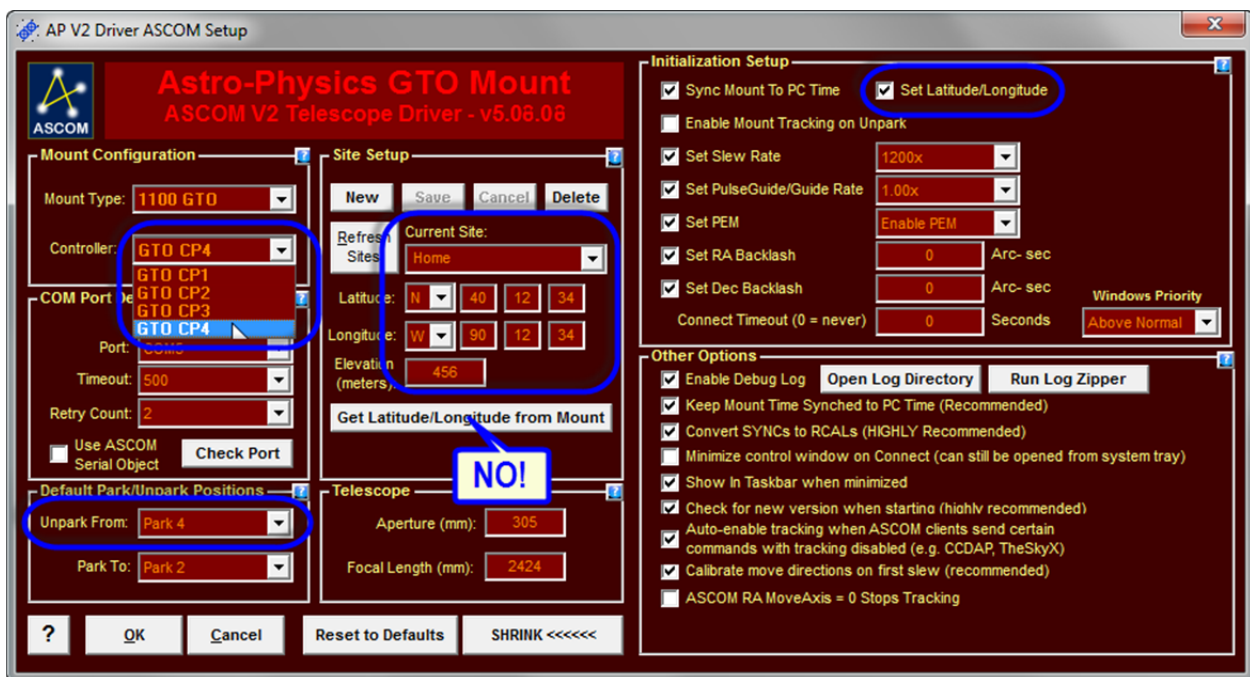 AP V2 Driver ASCOM Setup
ASCOM
Astro-Physics GTO Mount
ASCOM V2 Telescope Driver - v5.08.08
Mount Configuration
?
Mount Type:
1100 GTO
Controller:
GTO CP4
GTO CP1
GTO CP2
GTO CP3
GTO CP4
COM Port De
?
Port:
COM5
Timeout:
500
Retry Count:
2
Use ASCOM
Serial Object
Check Port
Default Park/Unpark Positions
?
Unpark From:
Park 4
Park To:
Park 2
Site Setup
?
New
Save
Cancel
Delete
Refresh
Sites
Current Site:
Home
Latitude:
N
40
12
34
Longitude:
W
90
12
34
Elevation
(meters):
456
Get Latitude/Longitude from Mount
NO!
Telescope
?
Aperture (mm):
305
Focal Length (mm):
2424
?
OK
Cancel
Reset to Defaults
SHRINK <<<<<<
Initialization Setup
?
Sync Mount To PC Time
Set Latitude/Longitude
Enable Mount Tracking on Unpark
Set Slew Rate
1200x
Set PulseGuide/Guide Rate
1.00x
Set PEM
Enable PEM
Set RA Backlash
0
Arc- sec
Set Dec Backlash
0
Arc- sec
Connect Timeout (0 = never)
0
Seconds
Windows Priority
Above Normal
Other Options
?
Enable Debug Log
Open Log Directory
Run Log Zipper
Keep Mount Time Synched to PC Time (Recommended)
Convert SYNCs to RCALs (HIGHLY Recommended)
Minimize control window on Connect (can still be opened from system tray)
Show In Taskbar when minimized
Check for new version when starting (highly recommended)
Auto-enable tracking when ASCOM clients send certain
commands with tracking disabled (e.g. CCDAP, TheSkyX)
Calibrate move directions on first slew (recommended)
ASCOM RA MoveAxis = 0 Stops Tracking